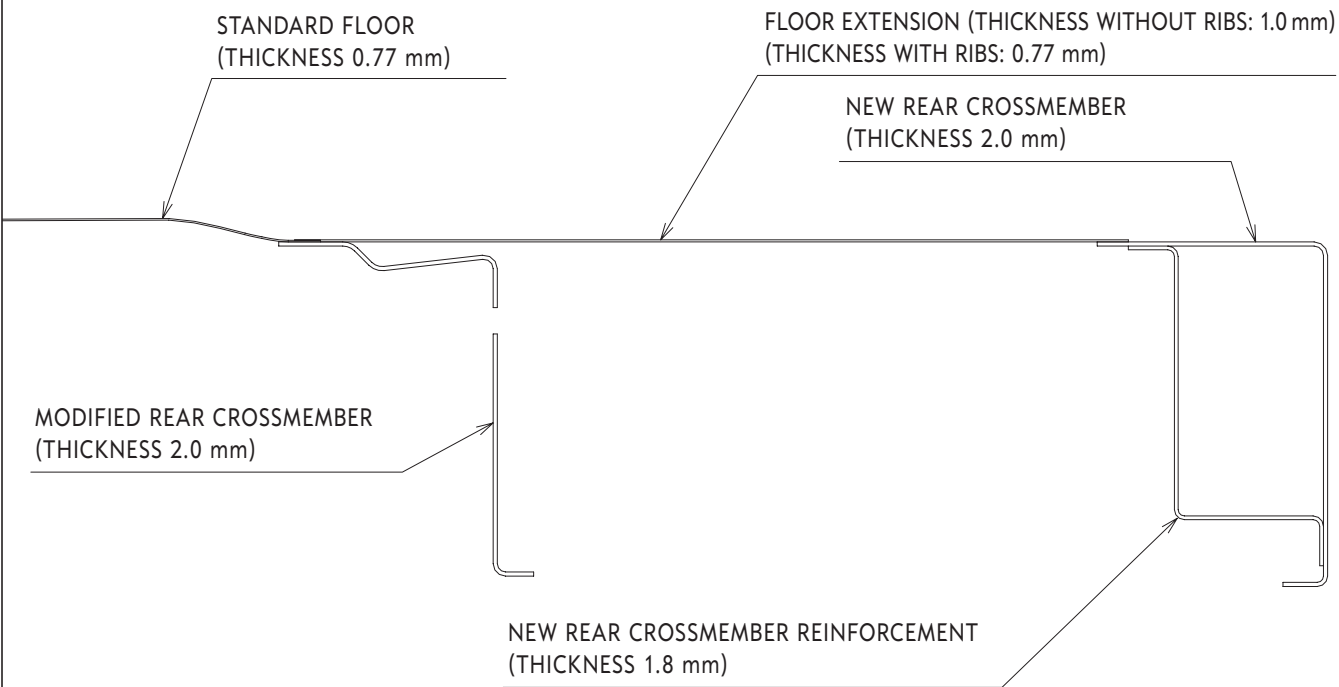 STANDARD FLOOR
(THICKNESS 0.77 mm)
FLOOR EXTENSION (THICKNESS WITHOUT RIBS: 1.0 mm)
(THICKNESS WITH RIBS: 0.77 mm)
NEW REAR CROSSMEMBER
(THICKNESS 2.0 mm)
MODIFIED REAR CROSSMEMBER
(THICKNESS 2.0 mm)
NEW REAR CROSSMEMBER REINFORCEMENT
(THICKNESS 1.8 mm)